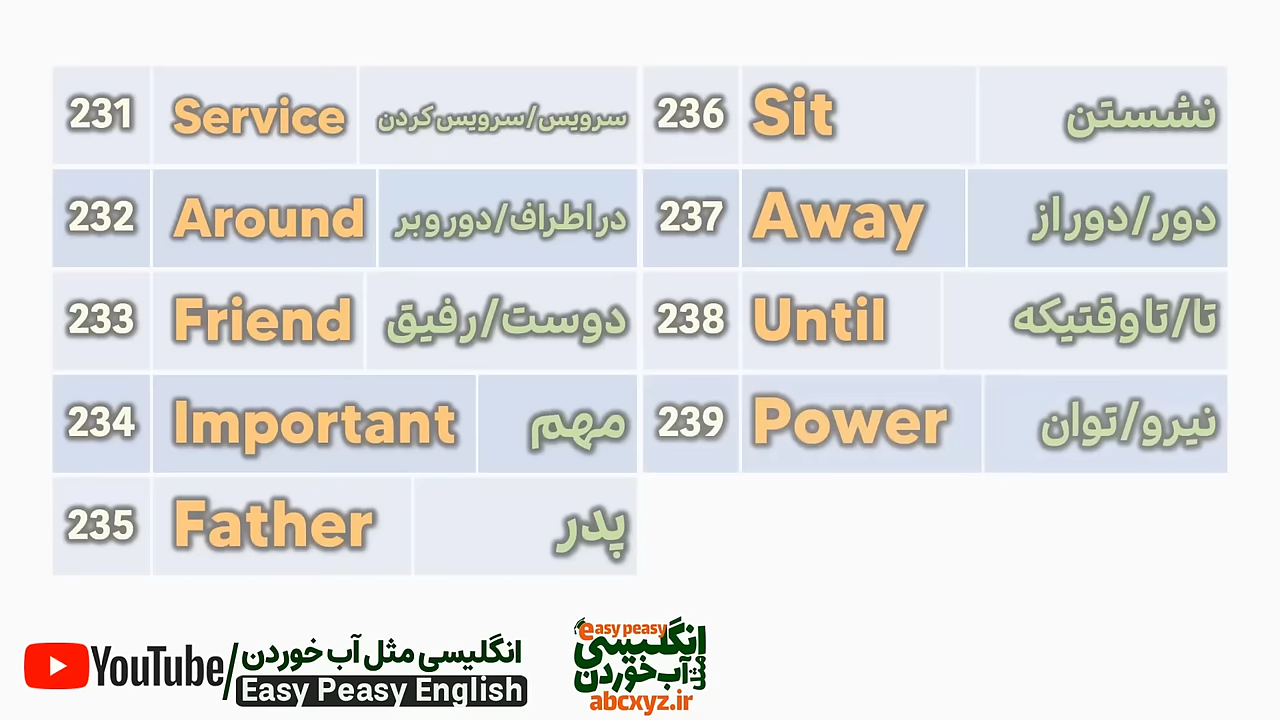 231 Service سرویس/سرویس کردن
232 Around در اطراف/دور و بر
233 Friend دوست/رفیق
234 Important مهم
235 Father پدر
236 Sit نشستن
237 Away دور/دور از
238 Until تا/تا وقتیکه
239 Power نیرو/توان
YouTube/انگلیسی مثل آب خوردن
Easy Peasy English
easy peasy
انگلیسی
مثل آب خوردن
abcxyz.ir